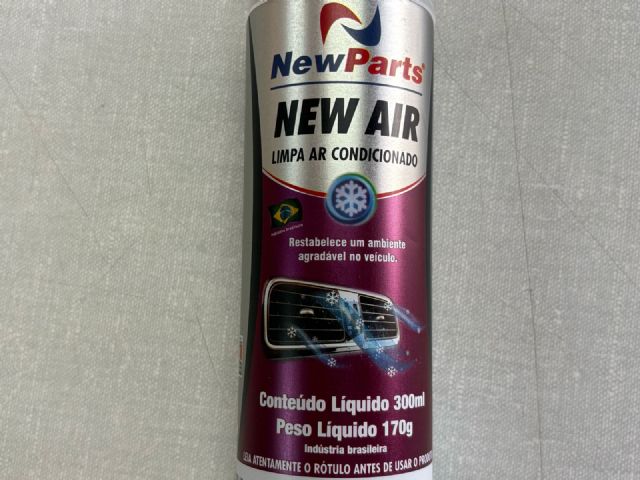 NewParts®
NEW AIR
LIMPA AR CONDICIONADO
Restabelece um ambiente
agradável no veículo.
Conteúdo Líquido 300ml
Peso Líquido 170g
Indústria brasileira
LEIA ATENTAMENTE O RÓTULO ANTES DE USAR O PRODUTO